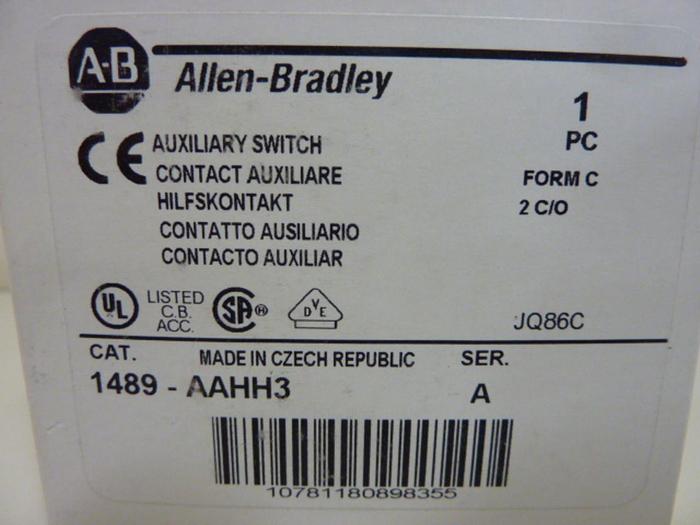 A-B Allen-Bradley
1
PC
CE
AUXILIARY SWITCH
CONTACT AUXILIARE
HILFSKONTAKT
CONTATTO AUSILIARIO
CONTACTO AUXILIAR
FORM C
2 C/O
UL
LISTED
C.B.
ACC.
SA ®
DVE
JQ86C
CAT. MADE IN CZECH REPUBLIC SER.
1489 - AAHH3 A
10781180898355